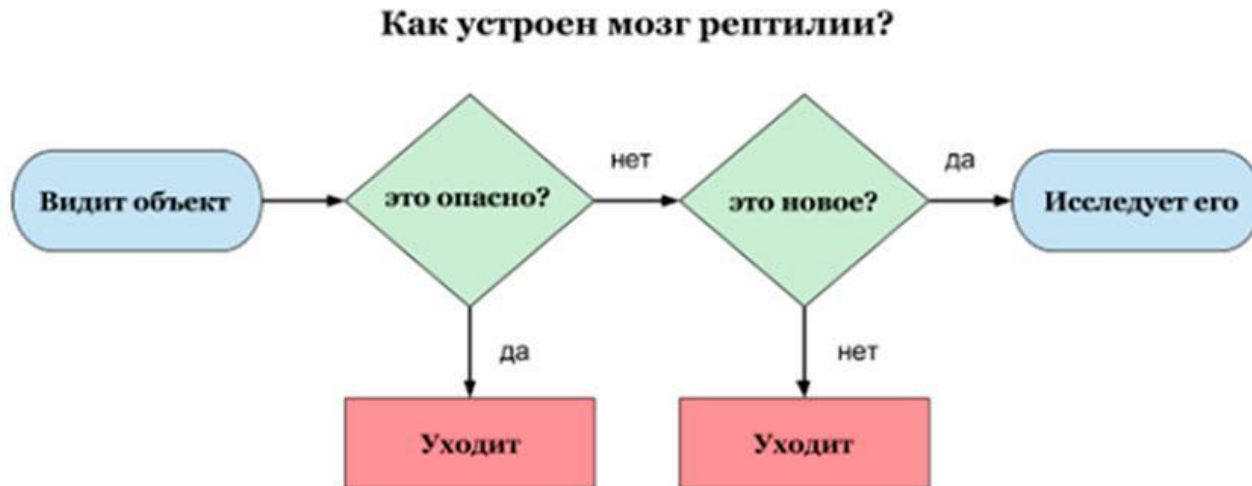 Как устроен мозг рептилии?
Видит объект
это опасно?
нет
это новое?
да
Исследует его
да
нет
Уходит
Уходит